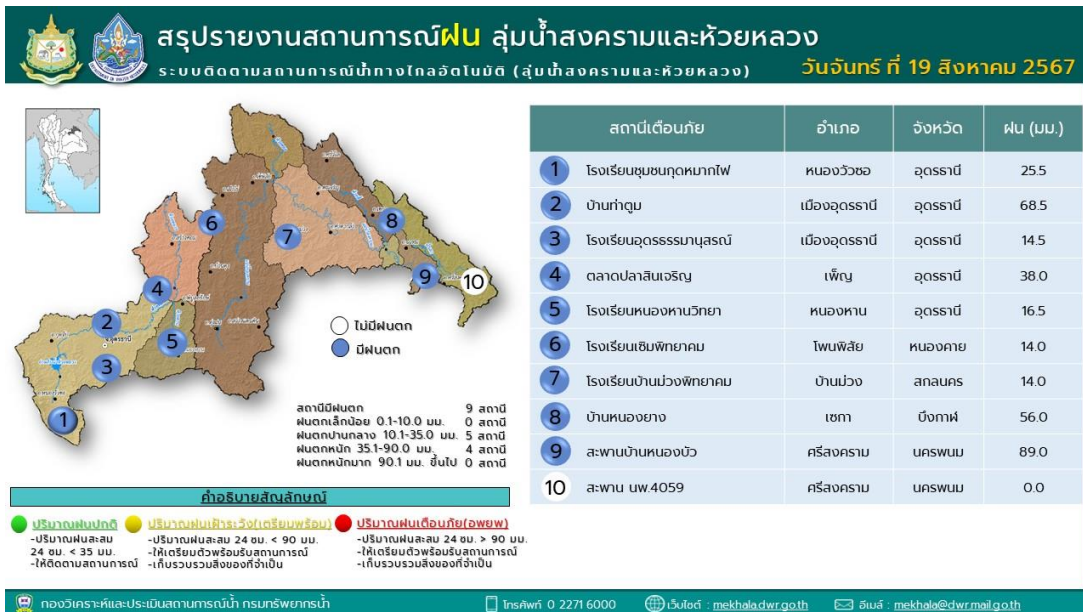 สรุปรายงานสถานการณ์ฝน ลุ่มน้ำสงครามและห้วยหลวง
ระบบติดตามสถานการณ์น้ำทางไกลอัตโนมัติ (ลุ่มน้ำสงครามและห้วยหลวง)
วันจันทร์ ที่ 19 สิงหาคม 2567
สถานีเตือนภัย อำเภอ จังหวัด ฝน (มม.)
1 โรงเรียนชุมชนกุดหมากไฟ หนองวัวซอ อุดรธานี 25.5
2 บ้านท่าตูม เมืองอุดรธานี อุดรธานี 68.5
3 โรงเรียนอุดรธรรมานุสรณ์ เมืองอุดรธานี อุดรธานี 14.5
4 ตลาดปลาสินเจริญ เพ็ญ อุดรธานี 38.0
5 โรงเรียนหนองหานวิทยา หนองหาน อุดรธานี 16.5
6 โรงเรียนเซิมพิทยาคม โพนพิสัย หนองคาย 14.0
7 โรงเรียนบ้านม่วงพิทยาคม บ้านม่วง สกลนคร 14.0
8 บ้านหนองยาง เซกา บึงกาฬ 56.0
9 สะพานบ้านหนองบัว ศรีสงคราม นครพนม 89.0
10 สะพาน นพ.4059 ศรีสงคราม นครพนม 0.0
6
7
8
9
10
4
2
5
3
1
ไม่มีฝนตก
มีฝนตก
สถานีมีฝนตก 9 สถานี
ฝนตกเล็กน้อย 0.1-10.0 มม. 0 สถานี
ฝนตกปานกลาง 10.1-35.0 มม. 5 สถานี
ฝนตกหนัก 35.1-90.0 มม. 4 สถานี
ฝนตกหนักมาก 90.1 มม. ขึ้นไป 0 สถานี
คำอธิบายสัญลักษณ์
ปริมาณฝนปกติ
-ปริมาณฝนสะสม
24 ชม. < 35 มม.
-ให้ติดตามสถานการณ์
ปริมาณฝนเฝ้าระวัง(เตรียมพร้อม)
-ปริมาณฝนสะสม 24 ชม. < 90 มม.
-ให้เตรียมตัวพร้อมรับสถานการณ์
-เก็บรวบรวมสิ่งของที่จำเป็น
ปริมาณฝนเตือนภัย(อพยพ)
-ปริมาณฝนสะสม 24 ชม. > 90 มม.
-ให้เตรียมตัวพร้อมรับสถานการณ์
-เก็บรวบรวมสิ่งของที่จำเป็น
กองวิเคราะห์และประเมินสถานการณ์น้ำ กรมทรัพยากรน้ำ
โทรศัพท์ 0 2271 6000
เว็บไซต์ : mekhala.dwr.go.th
อีเมล์ : mekhala@dwr.mail.go.th